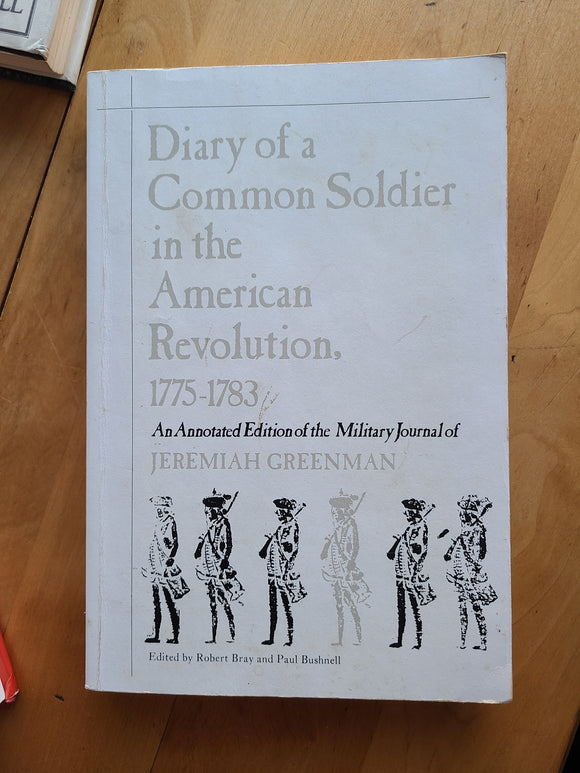 LL
Diary of a
Common Soldier
in the
American
Revolution,
1775-1783
An Annotated Edition of the Military Journal of
JEREMIAH GREENMAN
Edited by Robert Bray and Paul Bushnell